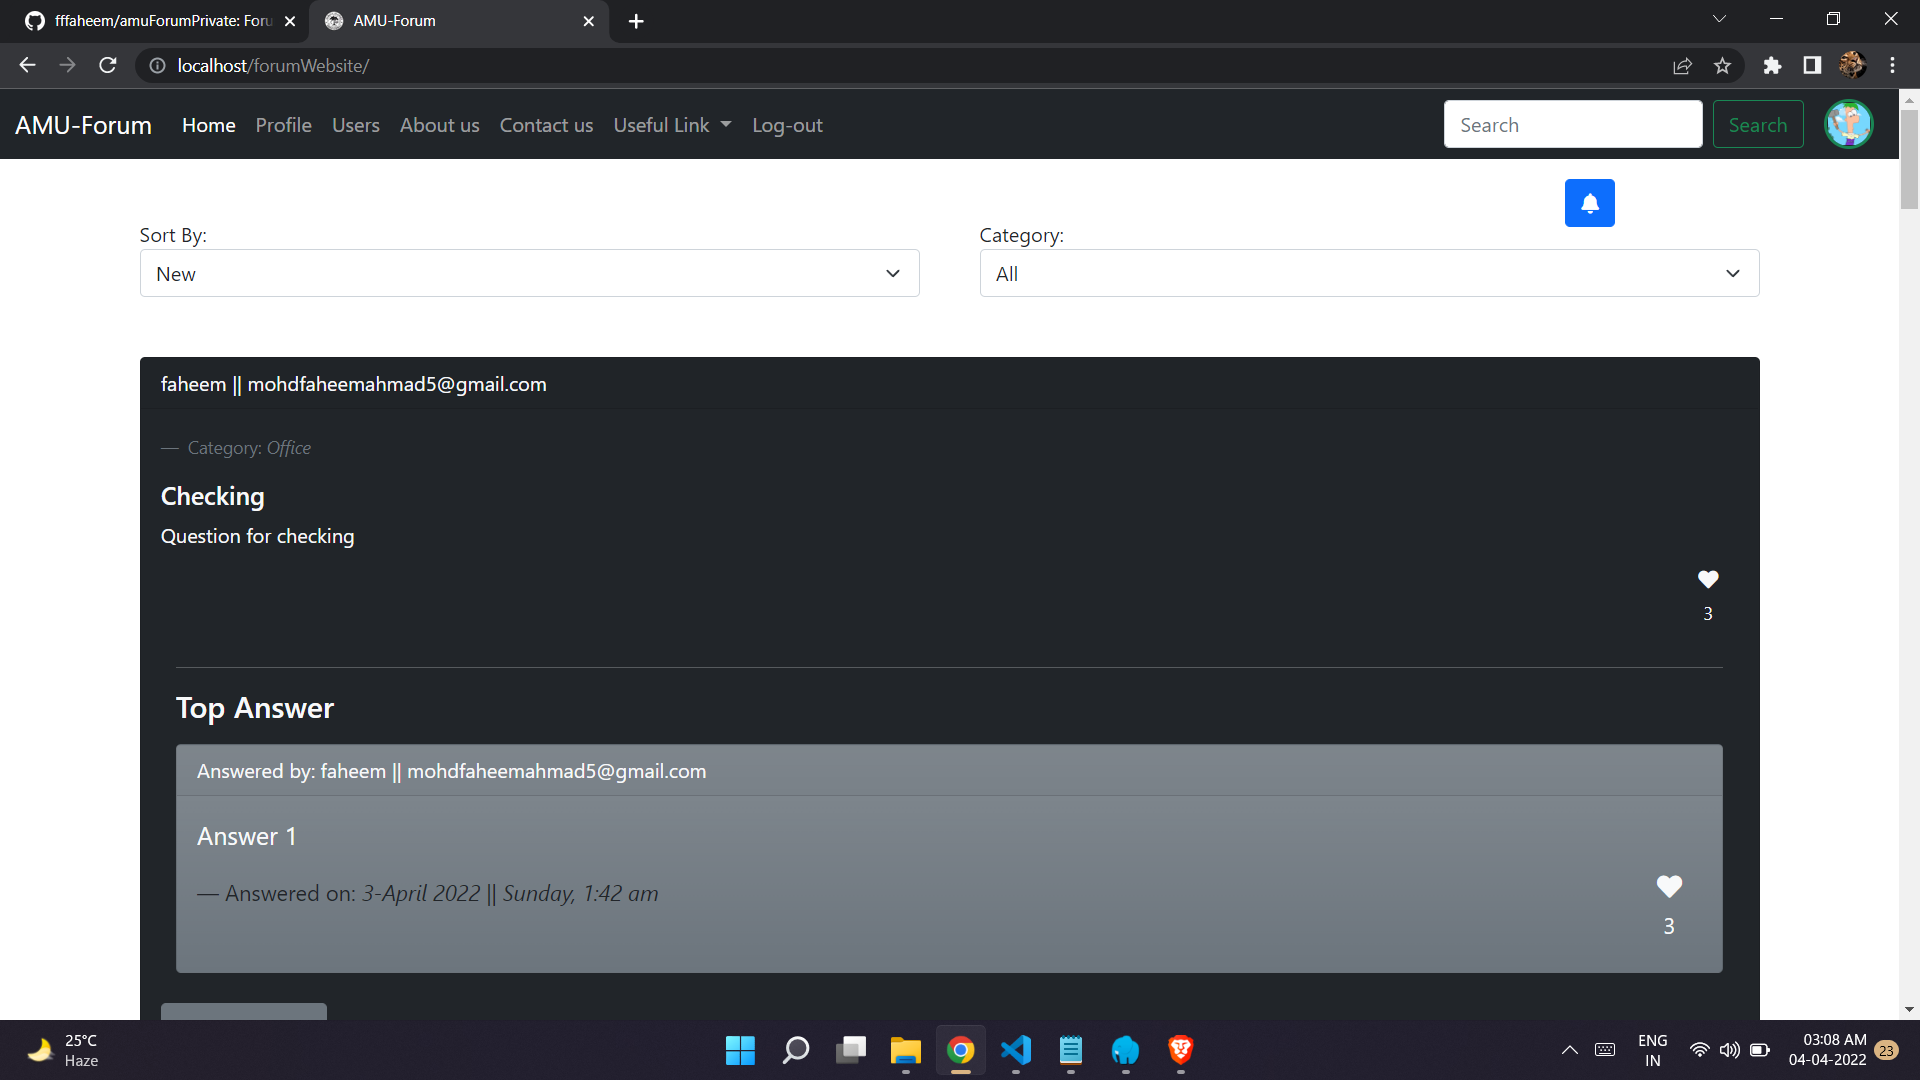 fffaheem/amuForumPrivate: Foru
AMU-Forum
localhost/forumWebsite/
AMU-Forum Home Profile Users About us Contact us Useful Link Log-out Search Search
Sort By: Category:
New All
faheem || mohdfaheemahmad5@gmail.com
— Category: Office
Checking
Question for checking
3
Top Answer
Answered by: faheem || mohdfaheemahmad5@gmail.com
Answer 1
— Answered on: 3-April 2022 || Sunday, 1:42 am
3
25°C
Haze
ENG
IN
03:08 AM
04-04-2022
23